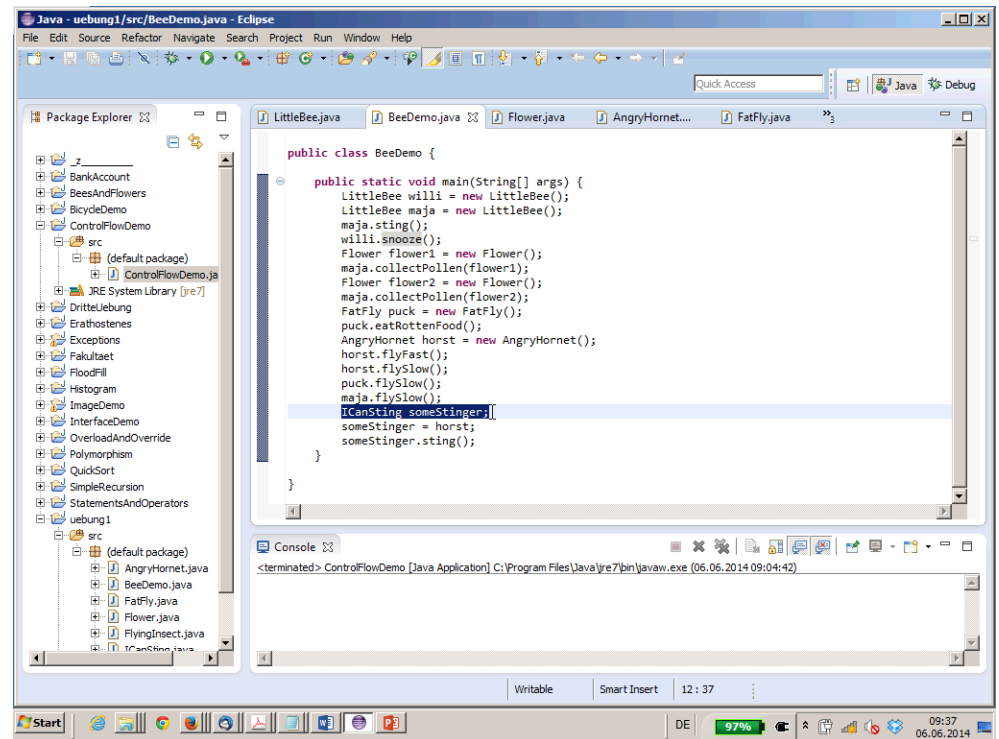 Java - uebung1/src/BeeDemo.java - Eclipse
File Edit Source Refactor Navigate Search Project Run Window Help
Quick Access
Java
Debug
Package Explorer
_z_________
BankAccount
BeesAndFlowers
BicycleDemo
ControlFlowDemo
src
(default package)
ControlFlowDemo.ja
JRE System Library [jre7]
DritteUebung
Erathostenes
Exceptions
Fakultaet
FloodFill
Histogram
ImageDemo
InterfaceDemo
OverloadAndOverride
Polymorphism
QuickSort
SimpleRecursion
StatementsAndOperators
uebung1
src
(default package)
AngryHornet.java
BeeDemo.java
FatFly.java
Flower.java
FlyingInsect.java
ICanSting.java
LittleBee.java
BeeDemo.java
Flower.java
AngryHornet....
FatFly.java
»3
public class BeeDemo {
public static void main(String[] args) {
LittleBee willi = new LittleBee();
LittleBee maja = new LittleBee();
maja.sting();
willi.snooze();
Flower flower1 = new Flower();
maja.collectPollen(flower1);
Flower flower2 = new Flower();
maja.collectPollen(flower2);
FatFly puck = new FatFly();
puck.eatRottenFood();
AngryHornet horst = new AngryHornet();
horst.flyFast();
horst.flySlow();
puck.flySlow();
maja.flySlow();
ICanSting someStinger;
someStinger = horst;
someStinger.sting();
}
}
Console
<terminated> ControlFlowDemo [Java Application] C:\Program Files\Java\jre7\bin\javaw.exe (06.06.2014 09:04:42)
Writable
Smart Insert
12 : 37
Start
DE
97%
09:37
06.06.2014